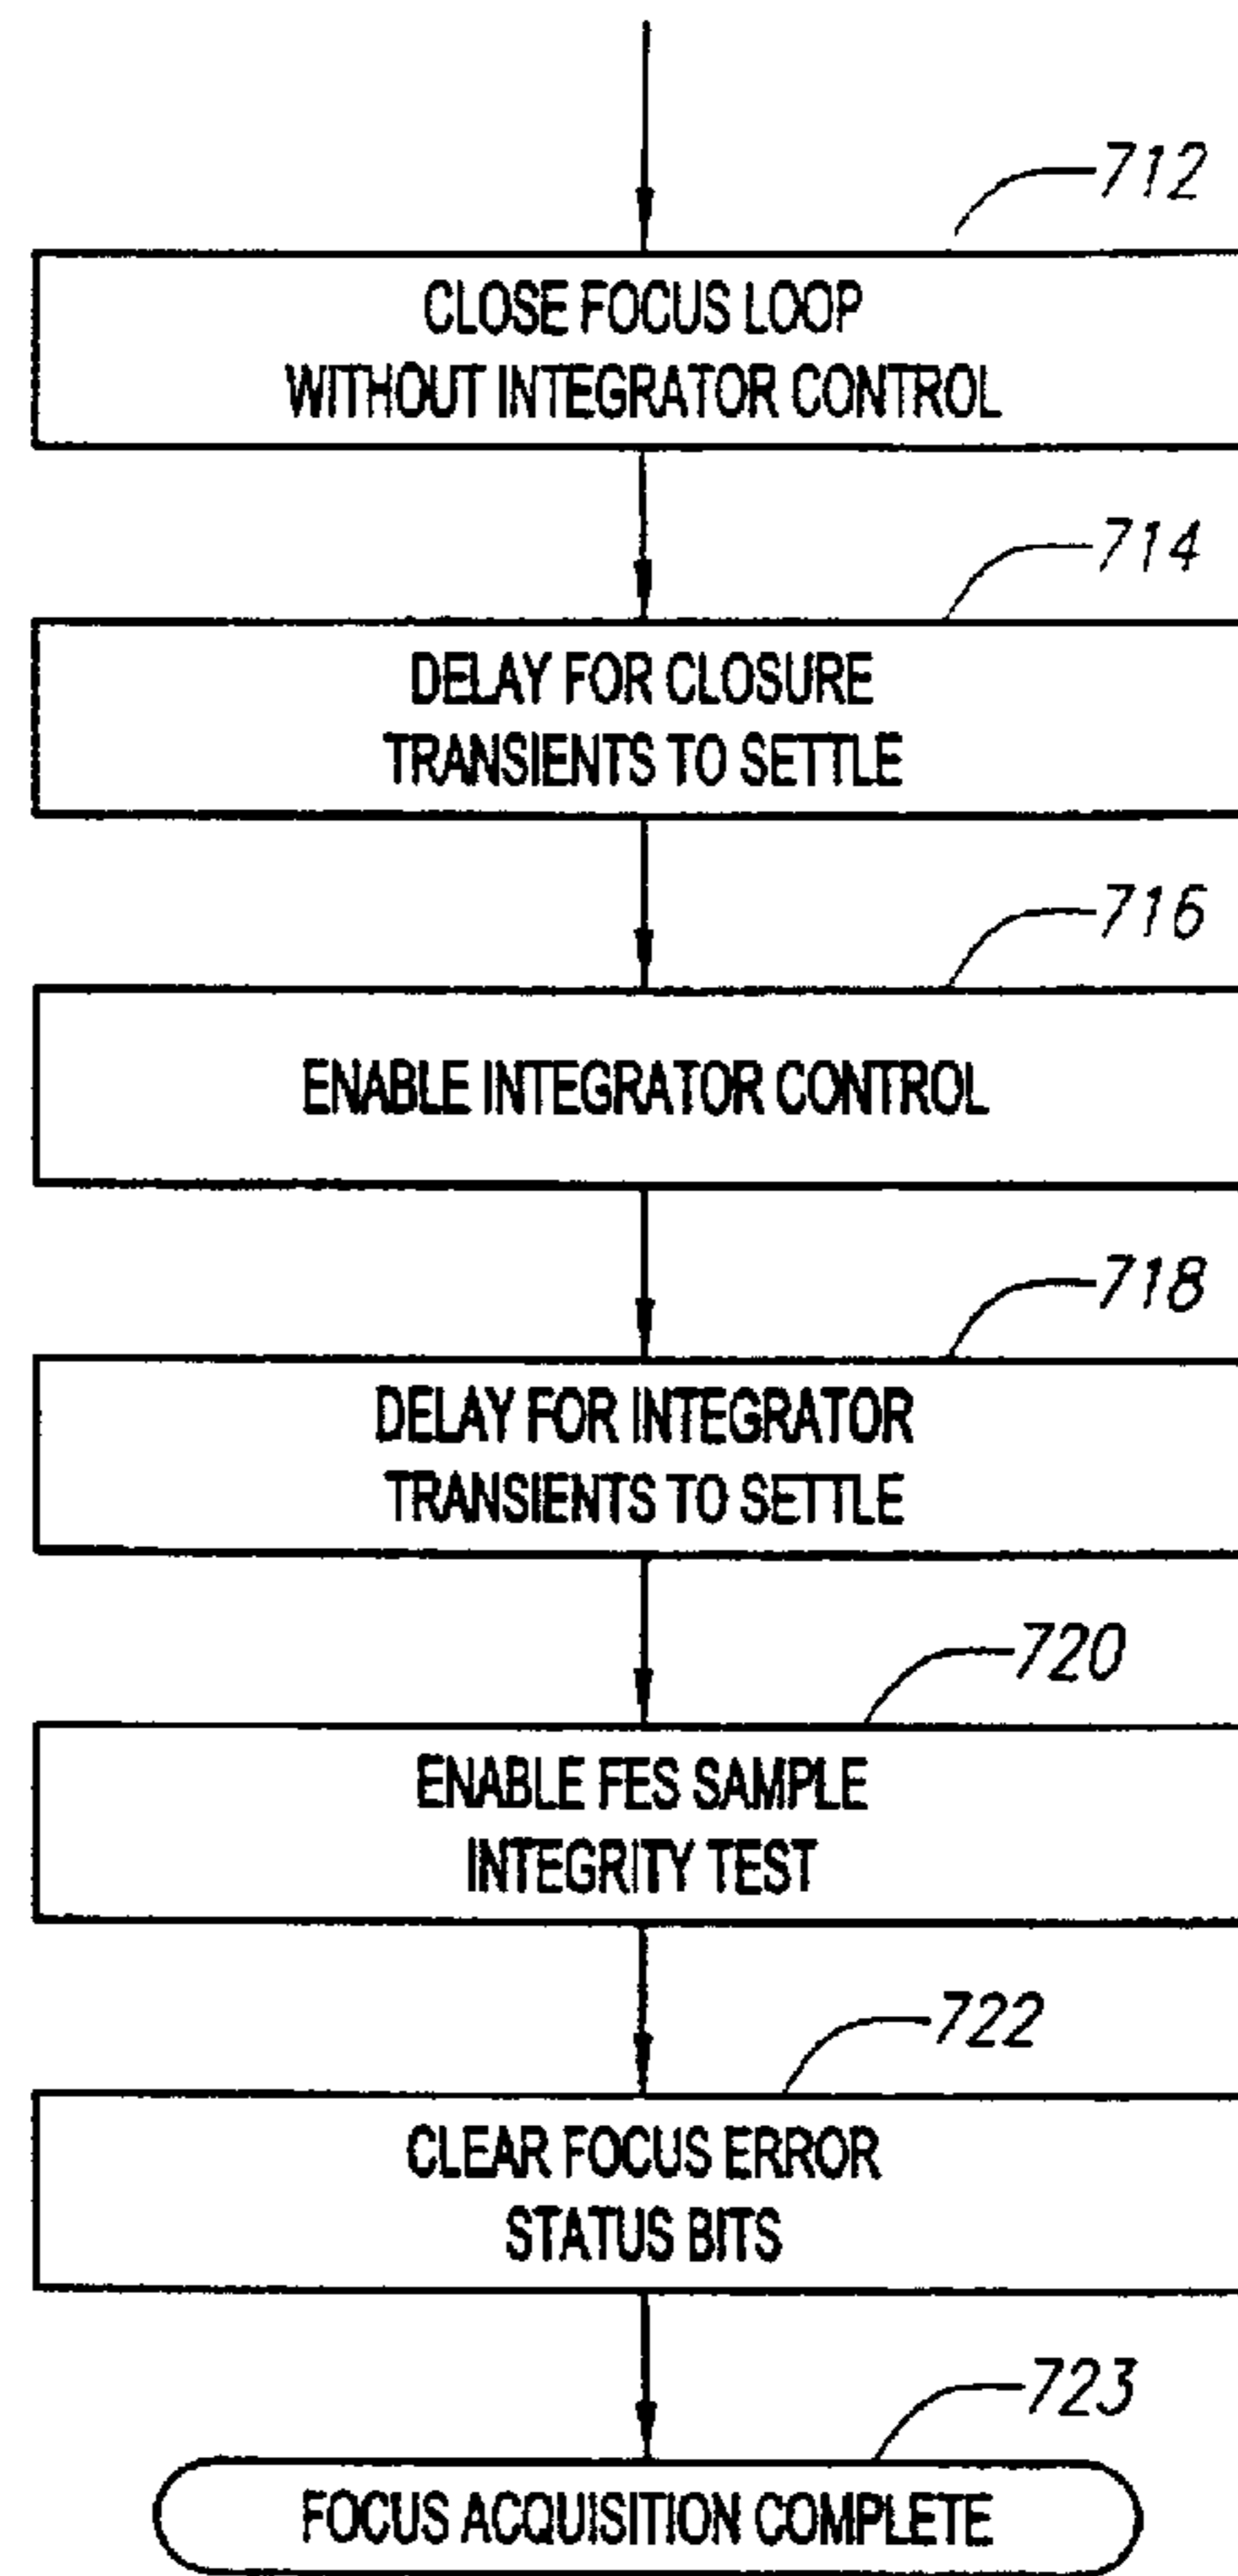 712
CLOSE FOCUS LOOP
WITHOUT INTEGRATOR CONTROL
714
DELAY FOR CLOSURE
TRANSIENTS TO SETTLE
716
ENABLE INTEGRATOR CONTROL
718
DELAY FOR INTEGRATOR
TRANSIENTS TO SETTLE
720
ENABLE FES SAMPLE
INTEGRITY TEST
722
CLEAR FOCUS ERROR
STATUS BITS
723
FOCUS ACQUISITION COMPLETE